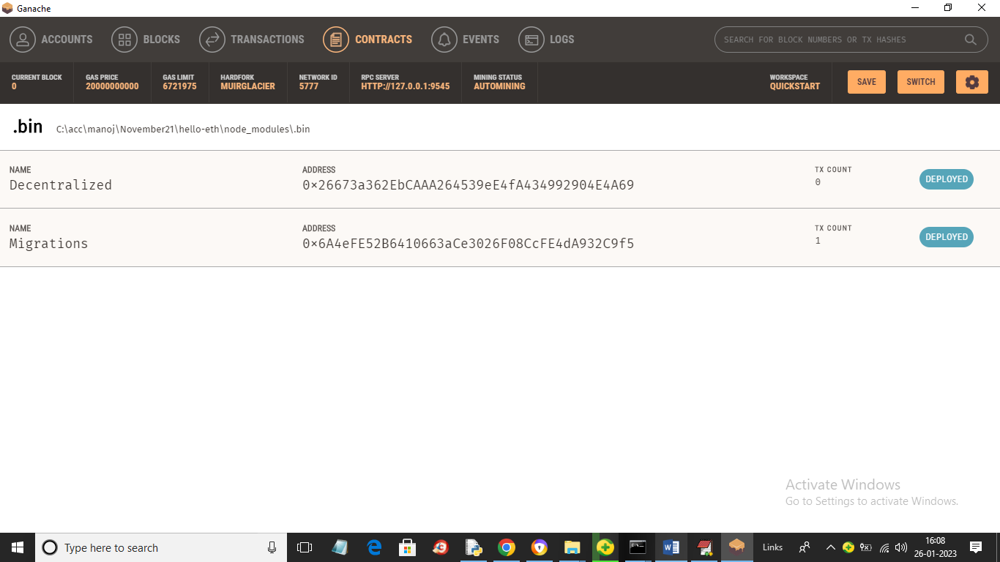 Ganache
ACCOUNTS BLOCKS TRANSACTIONS CONTRACTS EVENTS LOGS SEARCH FOR BLOCK NUMBERS OR TX HASHES
CURRENT BLOCK GAS PRICE GAS LIMIT HARDFORK NETWORK ID RPC SERVER MINING STATUS WORKSPACE
0 20000000000 6721975 MUIRGLACIER 5777 HTTP://127.0.0.1:9545 AUTOMINING QUICKSTART SAVE SWITCH
.bin C:\acc\manoj\November21\hello-eth\node_modules\.bin
NAME ADDRESS TX COUNT
Decentralized 0×26673a362EbCAAA264539eE4fA434992904E4A69 0 DEPLOYED
NAME ADDRESS TX COUNT
Migrations 0×6A4eFE52B6410663aCe3026F08CcFE4dA932C9f5 1 DEPLOYED
Activate Windows
Go to Settings to activate Windows.
Type here to search Links 16:08
26-01-2023